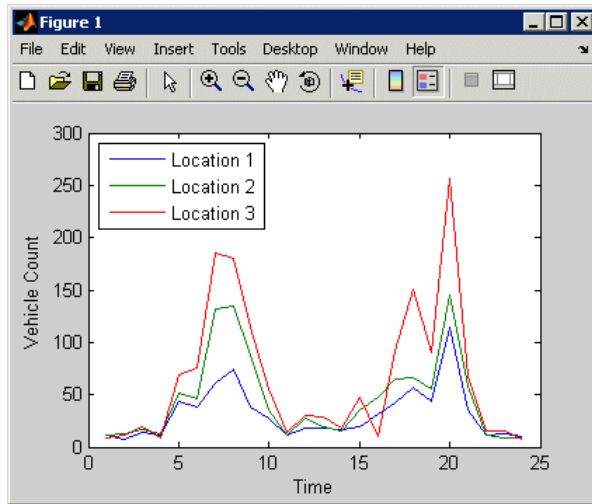 Figure 1
File Edit View Insert Tools Desktop Window Help
300
250
200
150
100
50
0
Vehicle Count
Location 1
Location 2
Location 3
0 5 10 15 20 25
Time